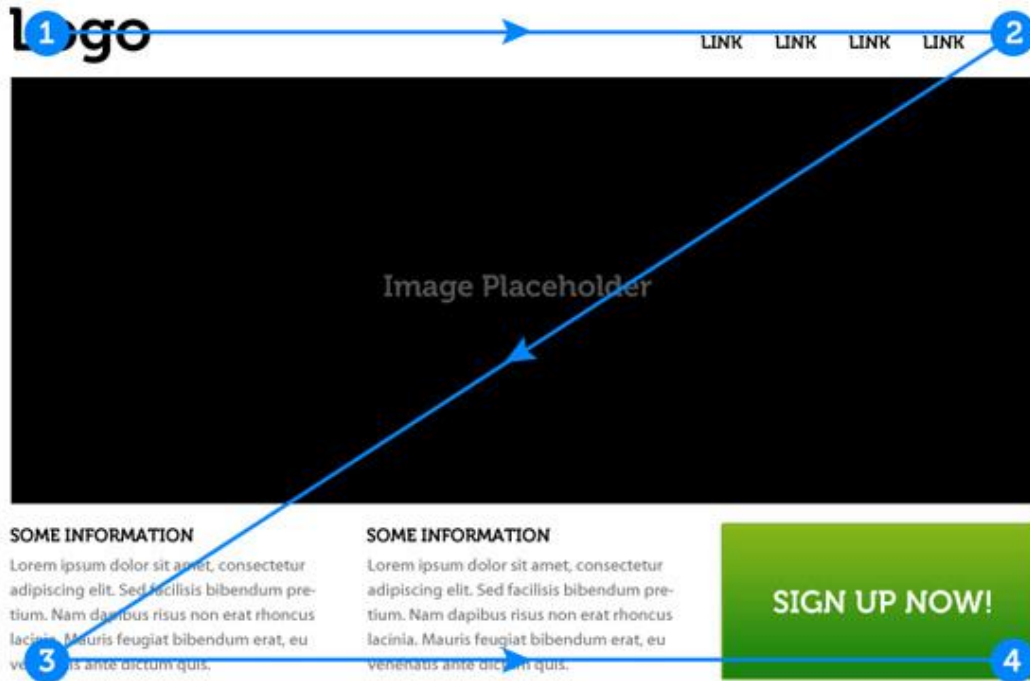 1 Logo 2
LINK LINK LINK LINK
Image Placeholder
SOME INFORMATION
Lorem ipsum dolor sit amet, consectetur
adipiscing elit. Sed facilisis bibendum pre-
tium. Nam dapibus risus non erat rhoncus
lacinia. Mauris feugiat bibendum erat, eu
3 venenatis ante dictum quis.
SOME INFORMATION
Lorem ipsum dolor sit amet, consectetur
adipiscing elit. Sed facilisis bibendum pre-
tium. Nam dapibus risus non erat rhoncus
lacinia. Mauris feugiat bibendum erat, eu
venenatis ante dictum quis.
SIGN UP NOW!
4